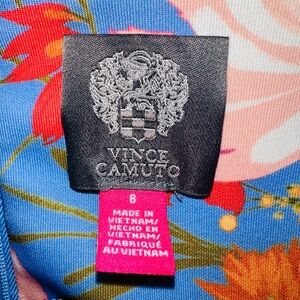 VINCE
CAMUTO
8
MADE IN
VIETNAM/
HECHO EN
VIETNAM/
FABRIQUÉ
AU VIETNAM